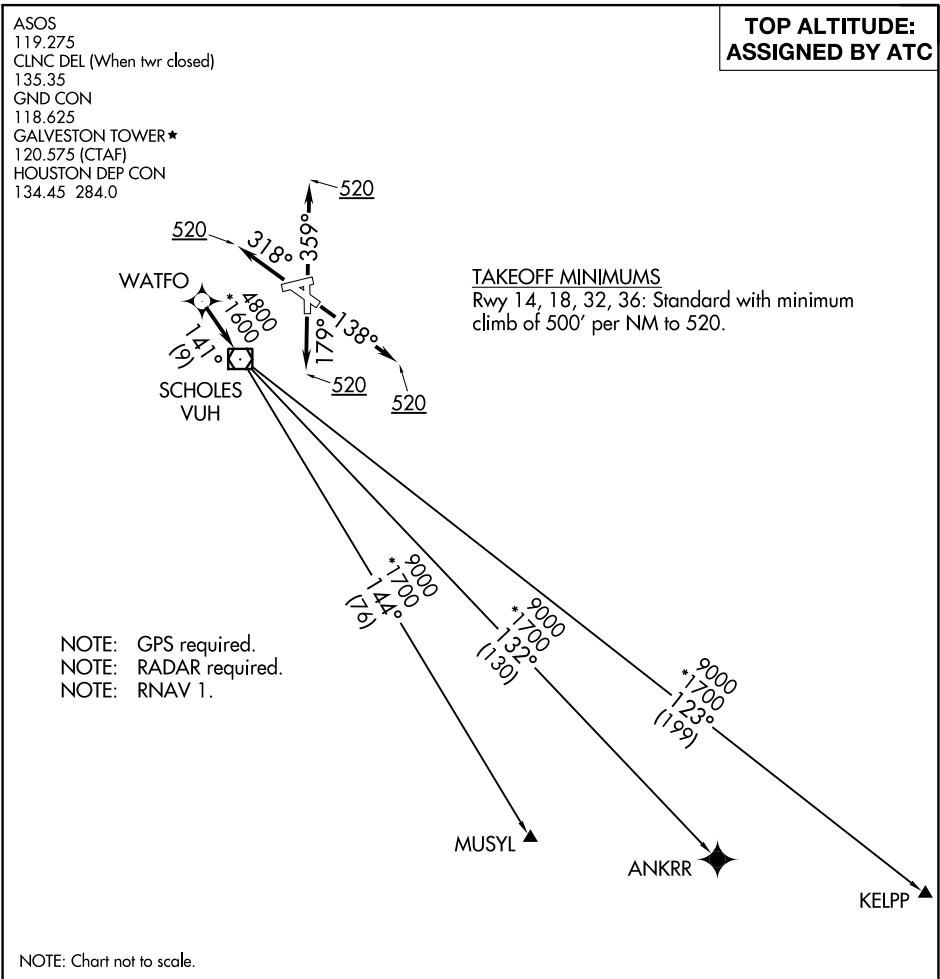 ASOS
119.275
CLNC DEL (When twr closed)
135.35
GND CON
118.625
GALVESTON TOWER★
120.575 (CTAF)
HOUSTON DEP CON
134.45 284.0
TOP ALTITUDE:
ASSIGNED BY ATC
520
359°
520
318°
WATFO
4800
*1600
141°
(9)
SCHOLES
VUH
179°
138°
520
520
TAKEOFF MINIMUMS
Rwy 14, 18, 32, 36: Standard with minimum
climb of 500' per NM to 520.
9000
*1700
144°
(76)
9000
*1700
132°
(130)
9000
*1700
123°
(199)
NOTE: GPS required.
NOTE: RADAR required.
NOTE: RNAV 1.
MUSYL
ANKRR
KELPP
NOTE: Chart not to scale.